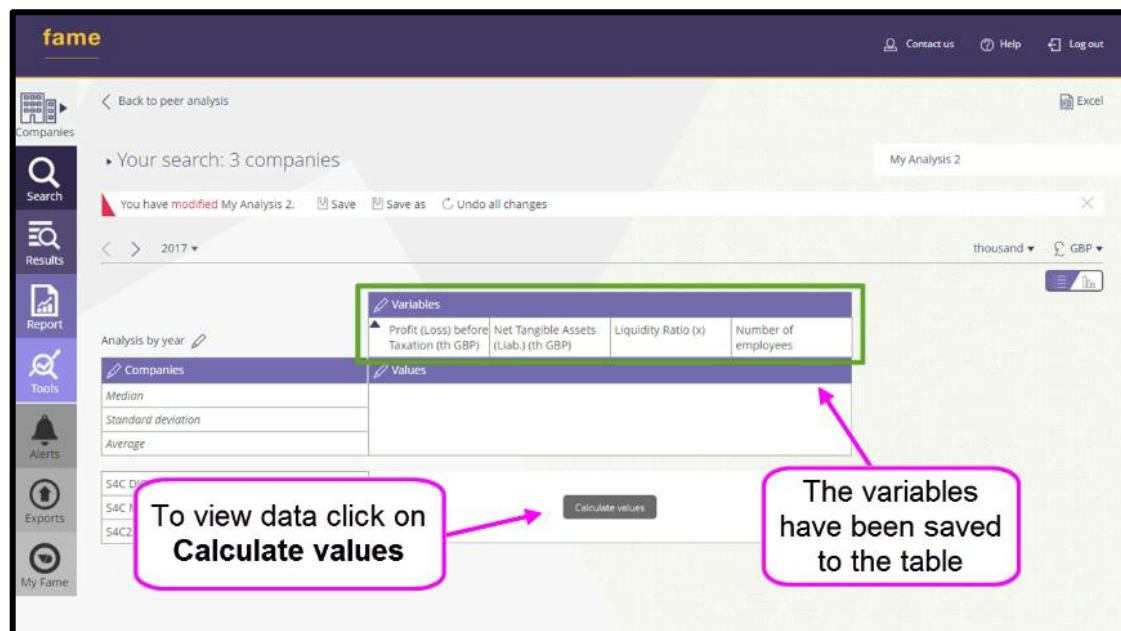 fame
Contact us
Help
Log out
Companies
Back to peer analysis
Excel
Your search: 3 companies
My Analysis 2
Search
You have modified My Analysis 2.
Save
Save as
Undo all changes
Results
2017
thousand
£ GBP
Report
Variables
Profit (Loss) before
Taxation (th GBP)
Net Tangible Assets
(Liab.) (th GBP)
Liquidity Ratio (x)
Number of
employees
Analysis by year
Tools
Companies
Values
Median
Standard deviation
Average
Alerts
S4C
S4C
S4C2
Calculate values
To view data click on
Calculate values
The variables
have been saved
to the table
Exports
My Fame